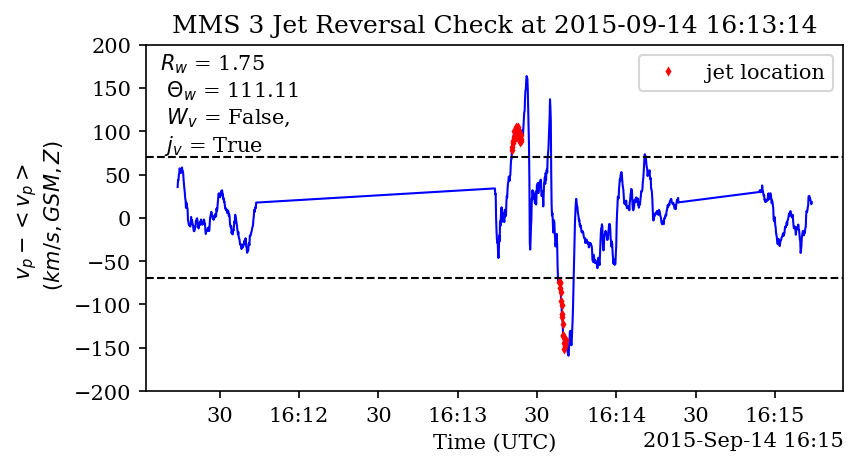 MMS 3 Jet Reversal Check at 2015-09-14 16:13:14
200
150
100
50
0
−50
−100
−150
−200
v_p − <v_p>
(km/s, GSM, Z)
R_w = 1.75
Θ_w = 111.11
W_v = False,
j_v = True
jet location
30 16:12 30 16:13 30 16:14 30 16:15
Time (UTC)
2015-Sep-14 16:15